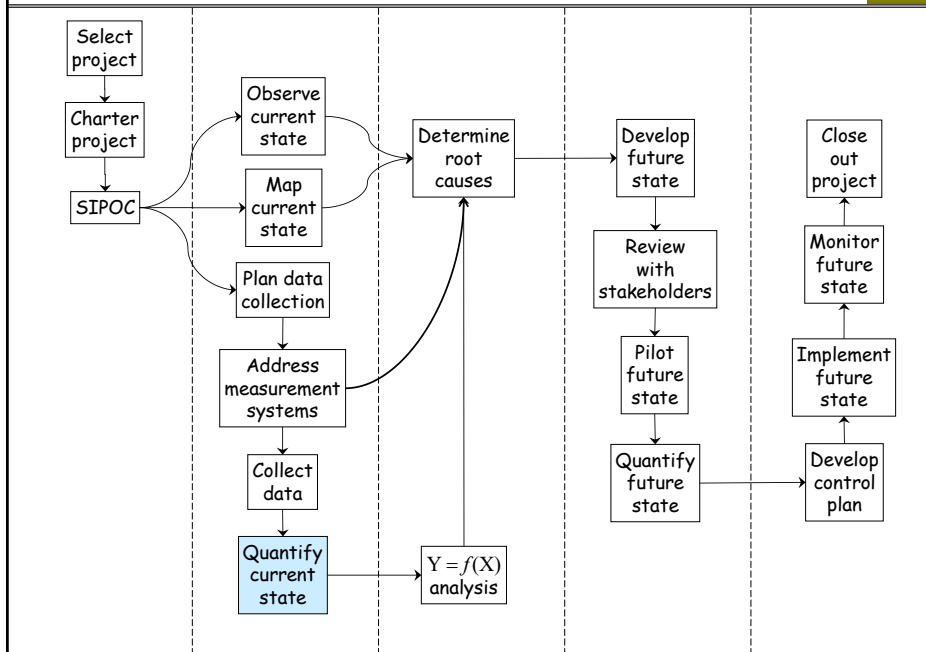 Select
project
Charter
project
SIPOC
Observe
current
state
Map
current
state
Plan data
collection
Address
measurement
systems
Collect
data
Quantify
current
state
Determine
root
causes
Y = f(X)
analysis
Develop
future
state
Review
with
stakeholders
Pilot
future
state
Quantify
future
state
Close
out
project
Monitor
future
state
Implement
future
state
Develop
control
plan